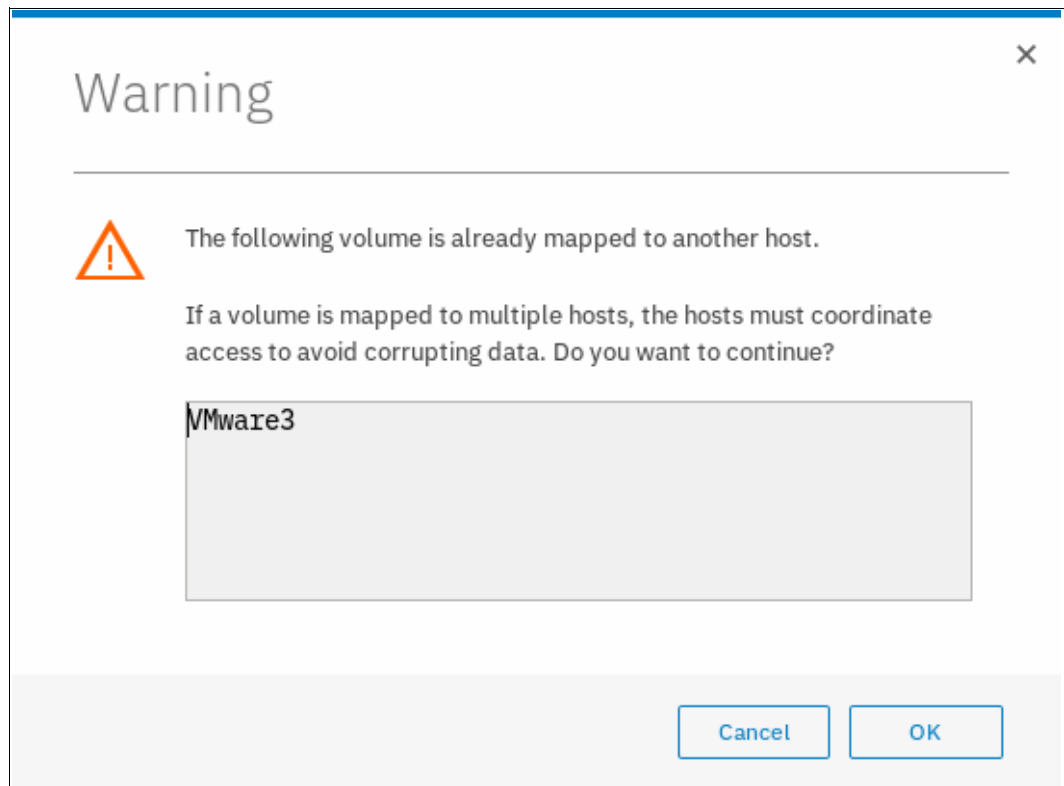 Warning
The following volume is already mapped to another host.
If a volume is mapped to multiple hosts, the hosts must coordinate
access to avoid corrupting data. Do you want to continue?
VMware3
Cancel
OK